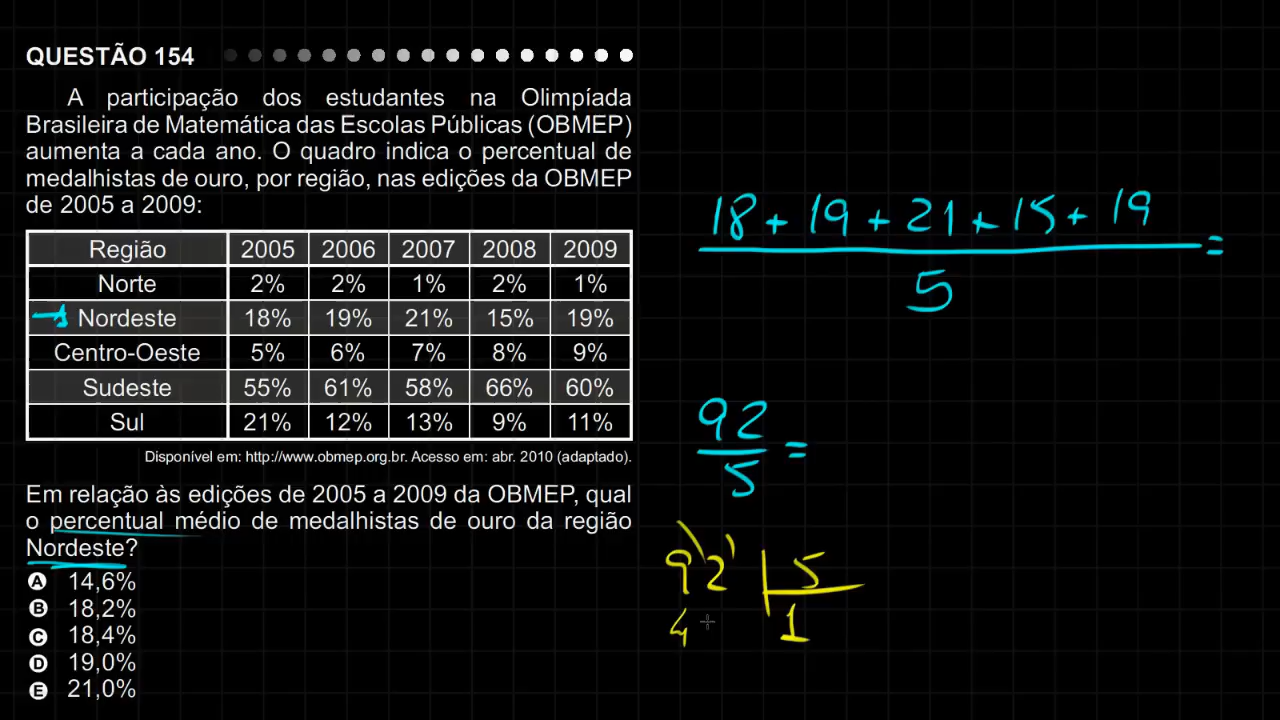 QUESTÃO 154
A participação dos estudantes na Olimpíada
Brasileira de Matemática das Escolas Públicas (OBMEP)
aumenta a cada ano. O quadro indica o percentual de
medalhistas de ouro, por região, nas edições da OBMEP
de 2005 a 2009:
Região 2005 2006 2007 2008 2009
Norte 2% 2% 1% 2% 1%
Nordeste 18% 19% 21% 15% 19%
Centro-Oeste 5% 6% 7% 8% 9%
Sudeste 55% 61% 58% 66% 60%
Sul 21% 12% 13% 9% 11%
Disponível em: http://www.obmep.org.br. Acesso em: abr. 2010 (adaptado).
Em relação às edições de 2005 a 2009 da OBMEP, qual
o percentual médio de medalhistas de ouro da região
Nordeste?
A 14,6%
B 18,2%
C 18,4%
D 19,0%
E 21,0%
18 + 19 + 21 + 15 + 19 =
5
92 =
5
92 5
4 1